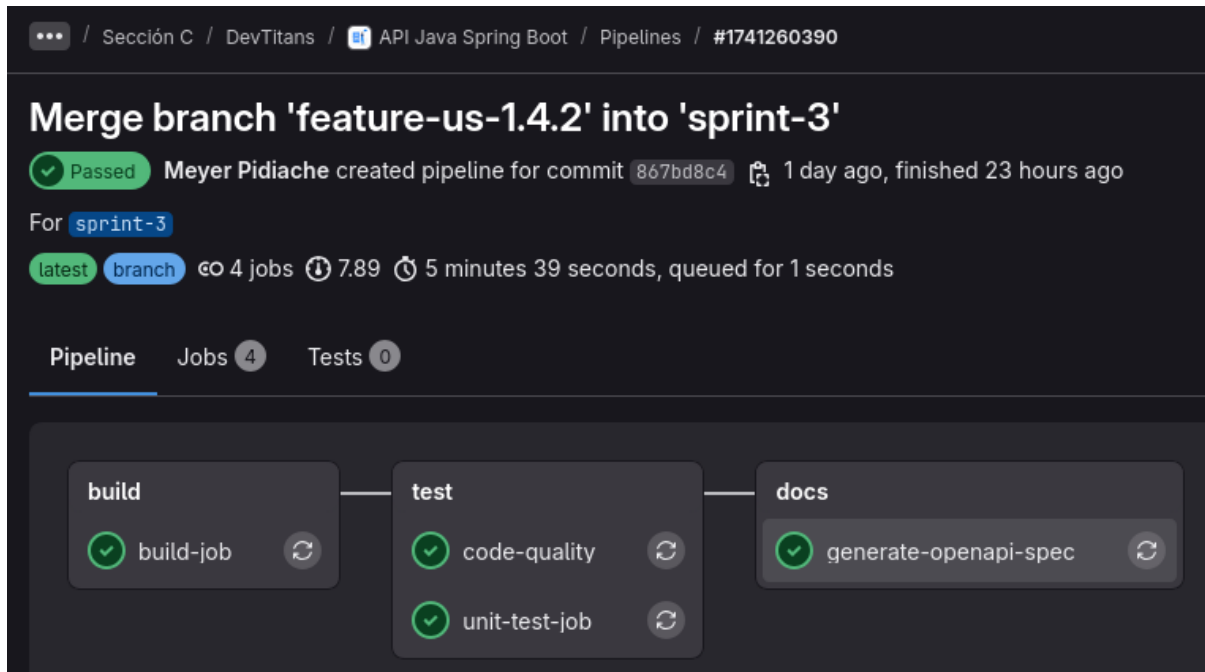 ••• / Sección C / DevTitans / API Java Spring Boot / Pipelines / #1741260390
Merge branch 'feature-us-1.4.2' into 'sprint-3'
Passed Meyer Pidiache created pipeline for commit 867bd8c4 1 day ago, finished 23 hours ago
For sprint-3
latest branch 4 jobs 7.89 5 minutes 39 seconds, queued for 1 seconds
Pipeline Jobs 4 Tests 0
build test docs
build-job code-quality generate-openapi-spec
unit-test-job